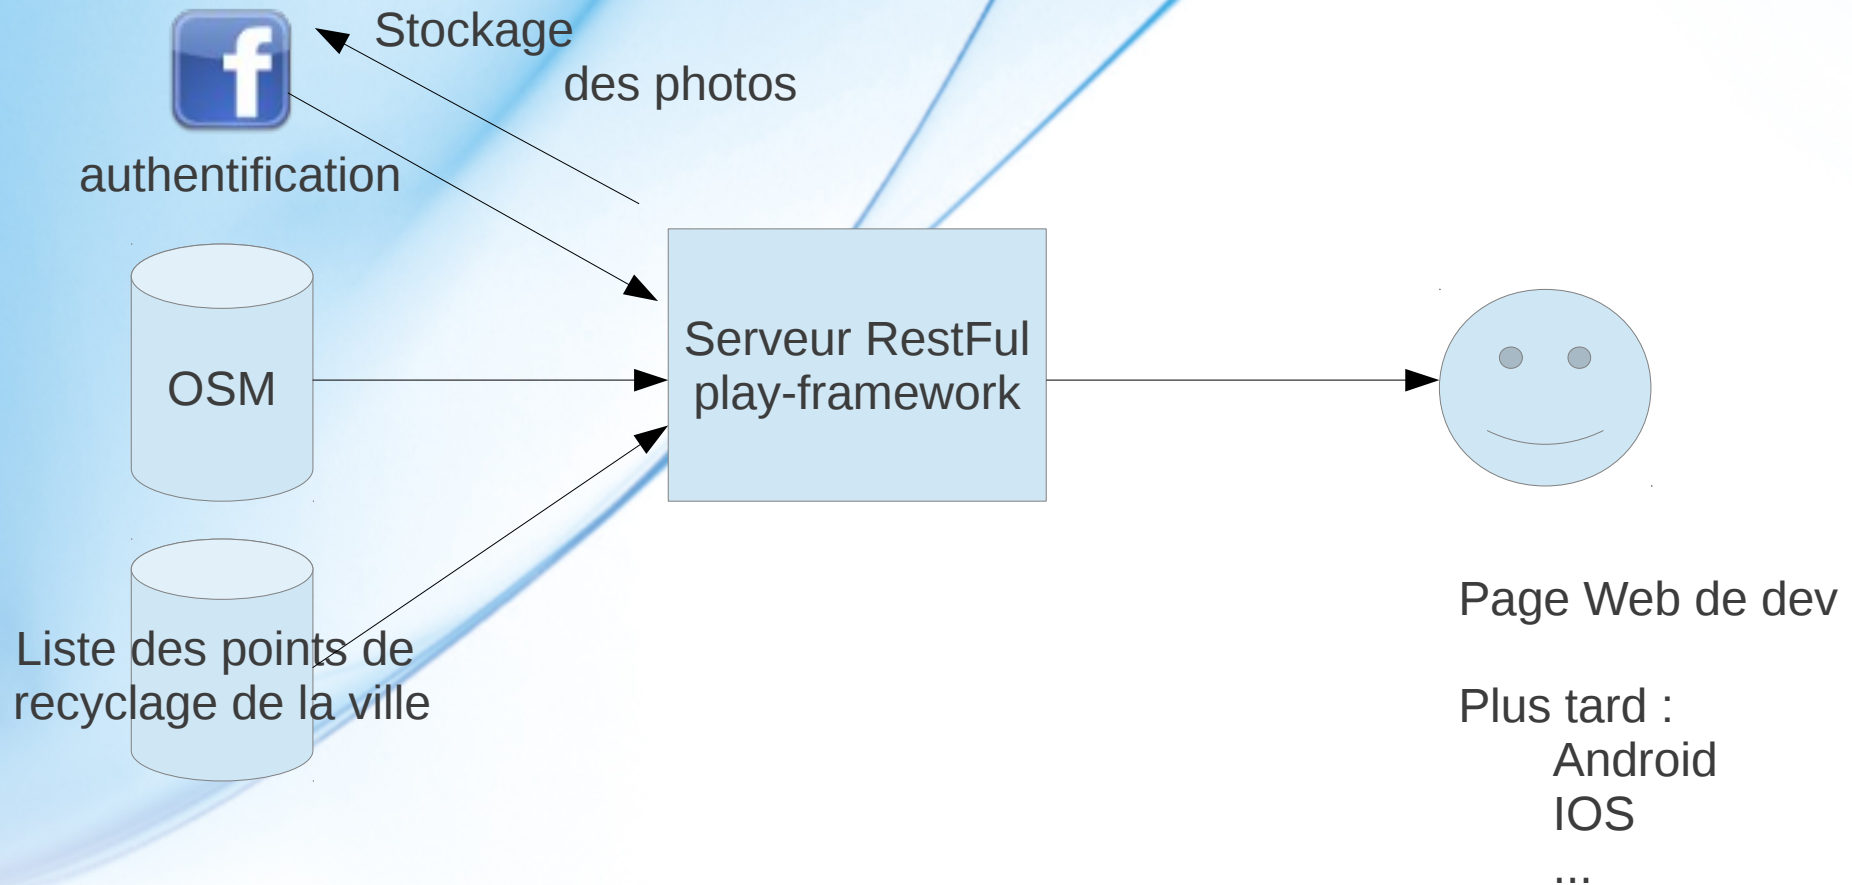 Stockage
des photos
authentification
OSM
Serveur RestFul
play-framework
Liste des points de
recyclage de la ville
Page Web de dev
Plus tard :
Android
IOS
...